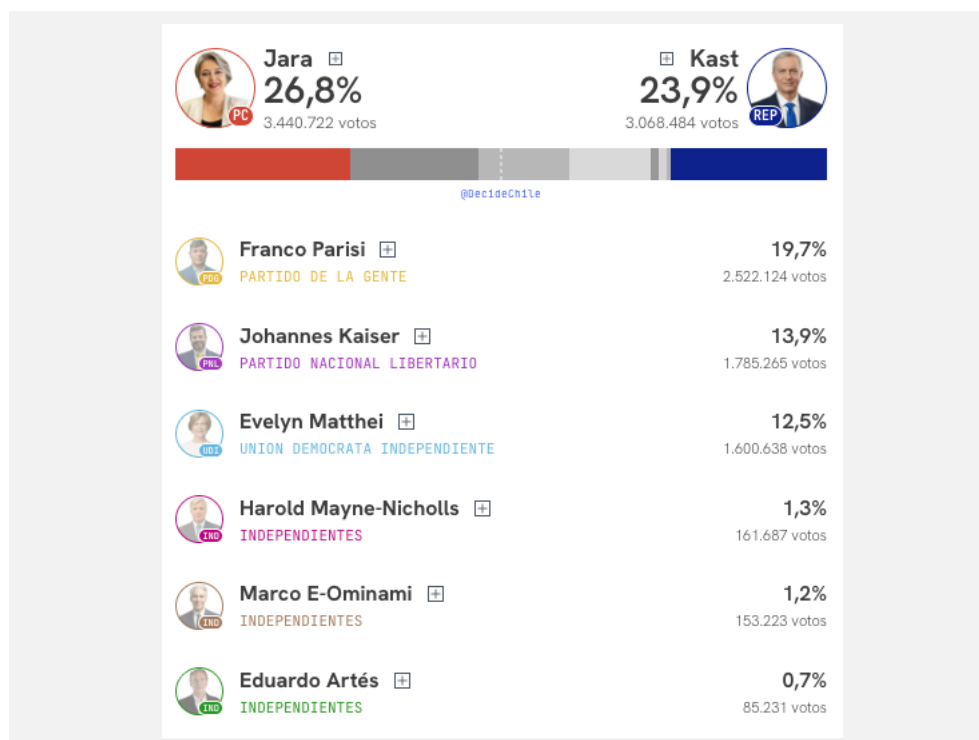 Jara
26,8%
3.440.722 votos
PC
Kast
23,9%
3.068.484 votos
REP
@DecideChile
Franco Parisi
19,7%
PDG
PARTIDO DE LA GENTE
2.522.124 votos
Johannes Kaiser
13,9%
PNL
PARTIDO NACIONAL LIBERTARIO
1.785.265 votos
Evelyn Matthei
12,5%
UDI
UNION DEMOCRATA INDEPENDIENTE
1.600.638 votos
Harold Mayne-Nicholls
1,3%
IND
INDEPENDIENTES
161.687 votos
Marco E-Ominami
1,2%
IND
INDEPENDIENTES
153.223 votos
Eduardo Artés
0,7%
IND
INDEPENDIENTES
85.231 votos